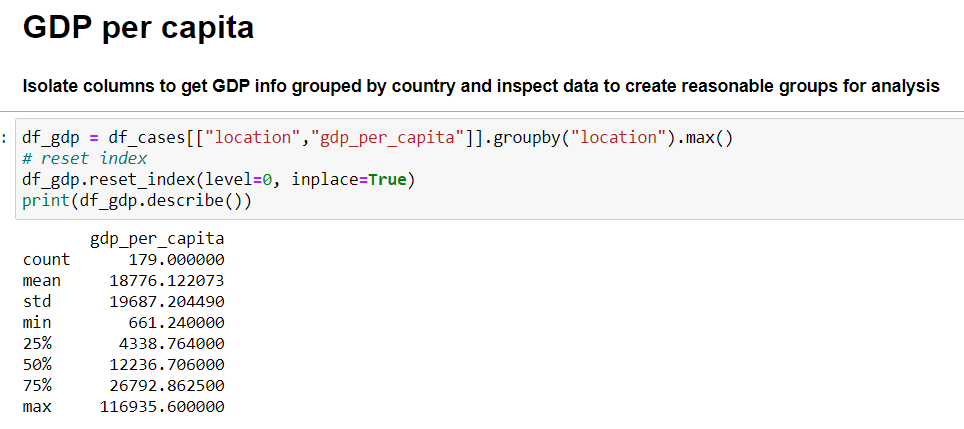 GDP per capita
Isolate columns to get GDP info grouped by country and inspect data to create reasonable groups for analysis
: df_gdp = df_cases[["location","gdp_per_capita"]].groupby("location").max()
# reset index
df_gdp.reset_index(level=0, inplace=True)
print(df_gdp.describe())
gdp_per_capita
count 179.000000
mean 18776.122073
std 19687.204490
min 661.240000
25% 4338.764000
50% 12236.706000
75% 26792.862500
max 116935.600000